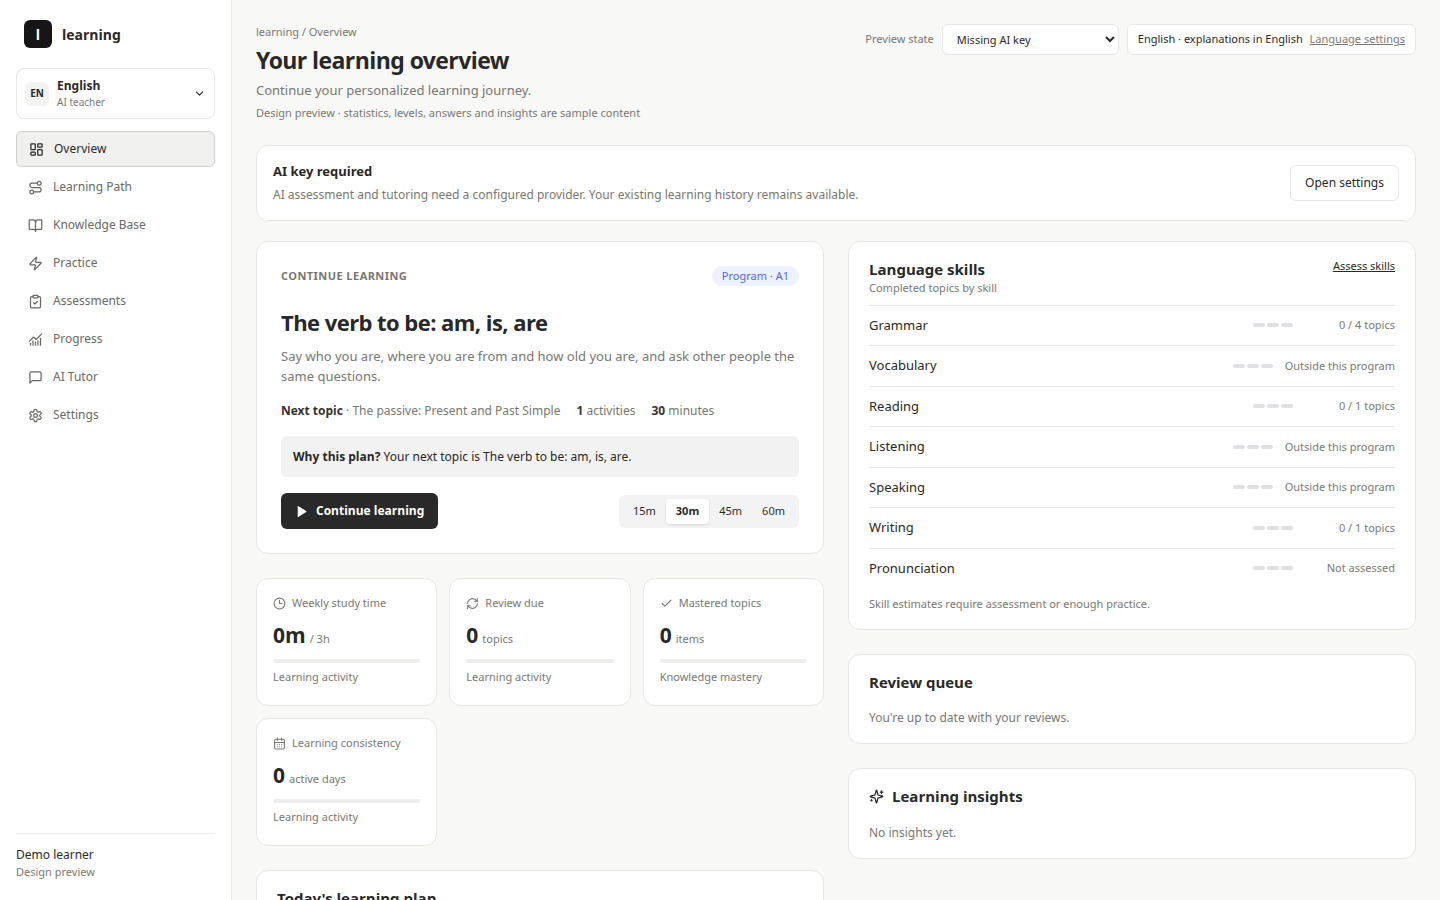 l learning
EN English
AI teacher
Overview
Learning Path
Knowledge Base
Practice
Assessments
Progress
AI Tutor
Settings
Demo learner
Design preview
learning / Overview
Your learning overview
Continue your personalized learning journey.
Design preview · statistics, levels, answers and insights are sample content
Preview state Missing AI key English · explanations in English Language settings
AI key required
AI assessment and tutoring need a configured provider. Your existing learning history remains available.
Open settings
CONTINUE LEARNING Program · A1
The verb to be: am, is, are
Say who you are, where you are from and how old you are, and ask other people the
same questions.
Next topic · The passive: Present and Past Simple 1 activities 30 minutes
Why this plan? Your next topic is The verb to be: am, is, are.
Continue learning 15m 30m 45m 60m
Weekly study time
0m / 3h
Learning activity
Review due
0 topics
Learning activity
Mastered topics
0 items
Knowledge mastery
Learning consistency
0 active days
Learning activity
Today's learning plan
Language skills Assess skills
Completed topics by skill
Grammar 0 / 4 topics
Vocabulary Outside this program
Reading 0 / 1 topics
Listening Outside this program
Speaking Outside this program
Writing 0 / 1 topics
Pronunciation Not assessed
Skill estimates require assessment or enough practice.
Review queue
You're up to date with your reviews.
Learning insights
No insights yet.